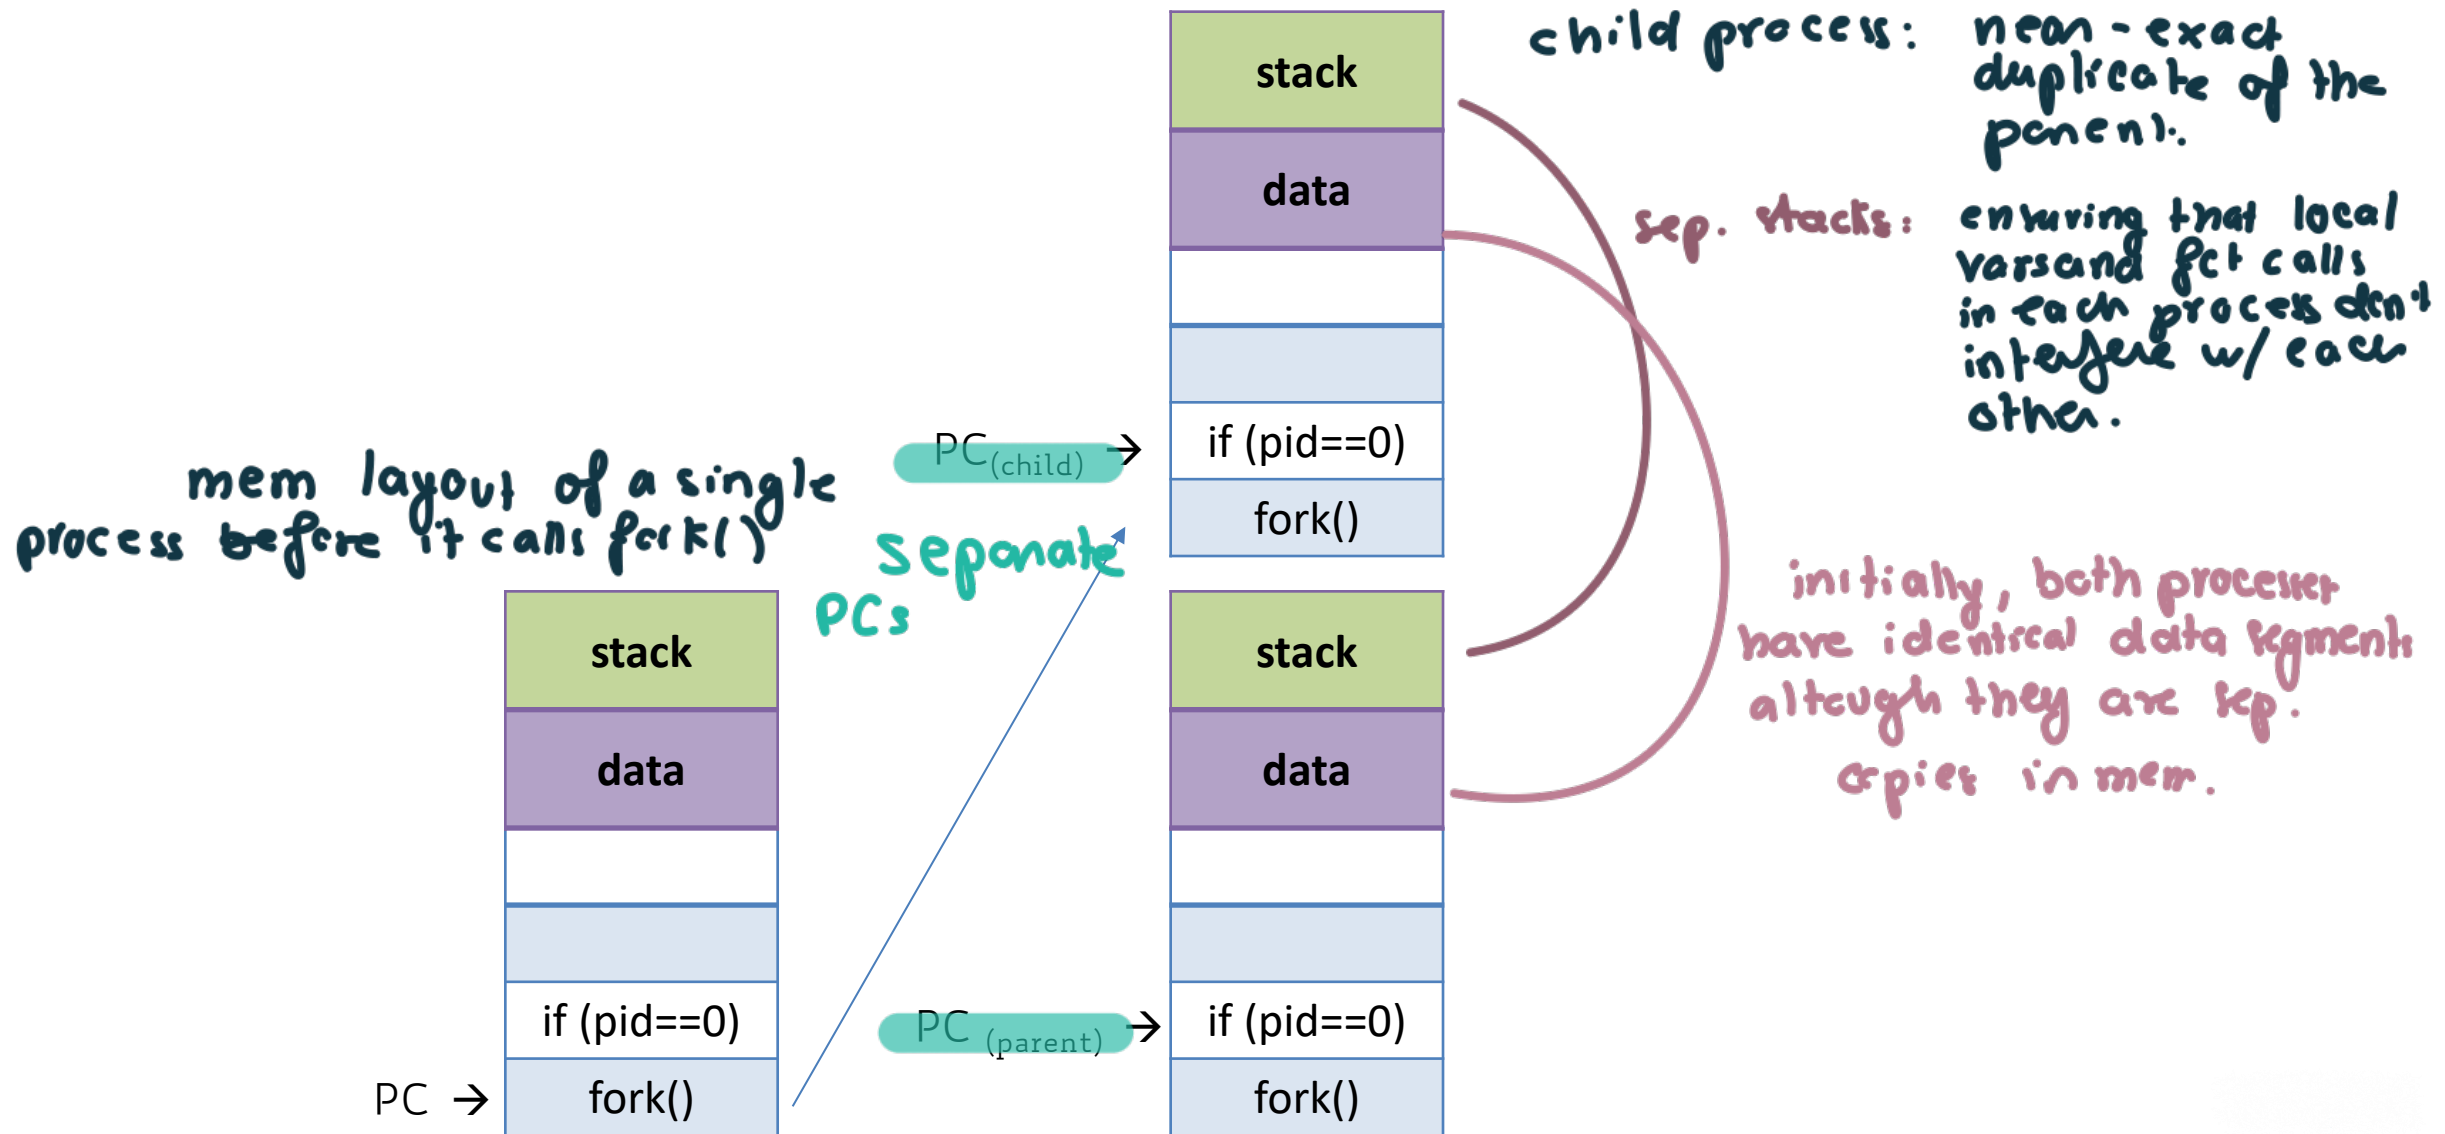 child process: near-exact
duplicate of the
parent.
sep. stacks: ensuring that local
vars and fct calls
in each process don't
interfere w/ each
other.
stack
data
PC(child) →
if (pid==0)
fork()
mem layout of a single
process before it calls fork()
separate
PCs
initially, both processes
have identical data segments
altough they are sep.
copies in mem.
stack
data
if (pid==0)
PC →
fork()
stack
data
PC (parent) →
if (pid==0)
fork()